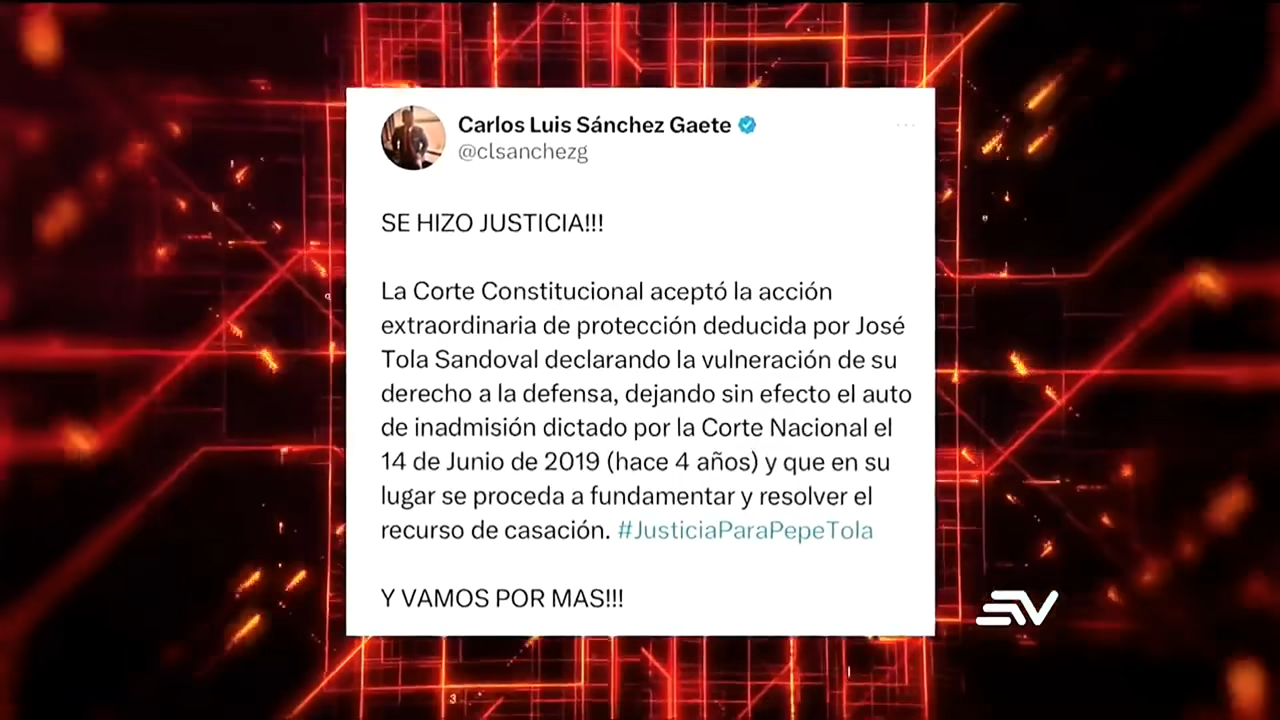 Carlos Luis Sánchez Gaete
@clsanchezg
SE HIZO JUSTICIA!!!
La Corte Constitucional aceptó la acción
extraordinaria de protección deducida por José
Tola Sandoval declarando la vulneración de su
derecho a la defensa, dejando sin efecto el auto
de inadmisión dictado por la Corte Nacional el
14 de Junio de 2019 (hace 4 años) y que en su
lugar se proceda a fundamentar y resolver el
recurso de casación. #JusticiaParaPepeTola
Y VAMOS POR MAS!!!
EV